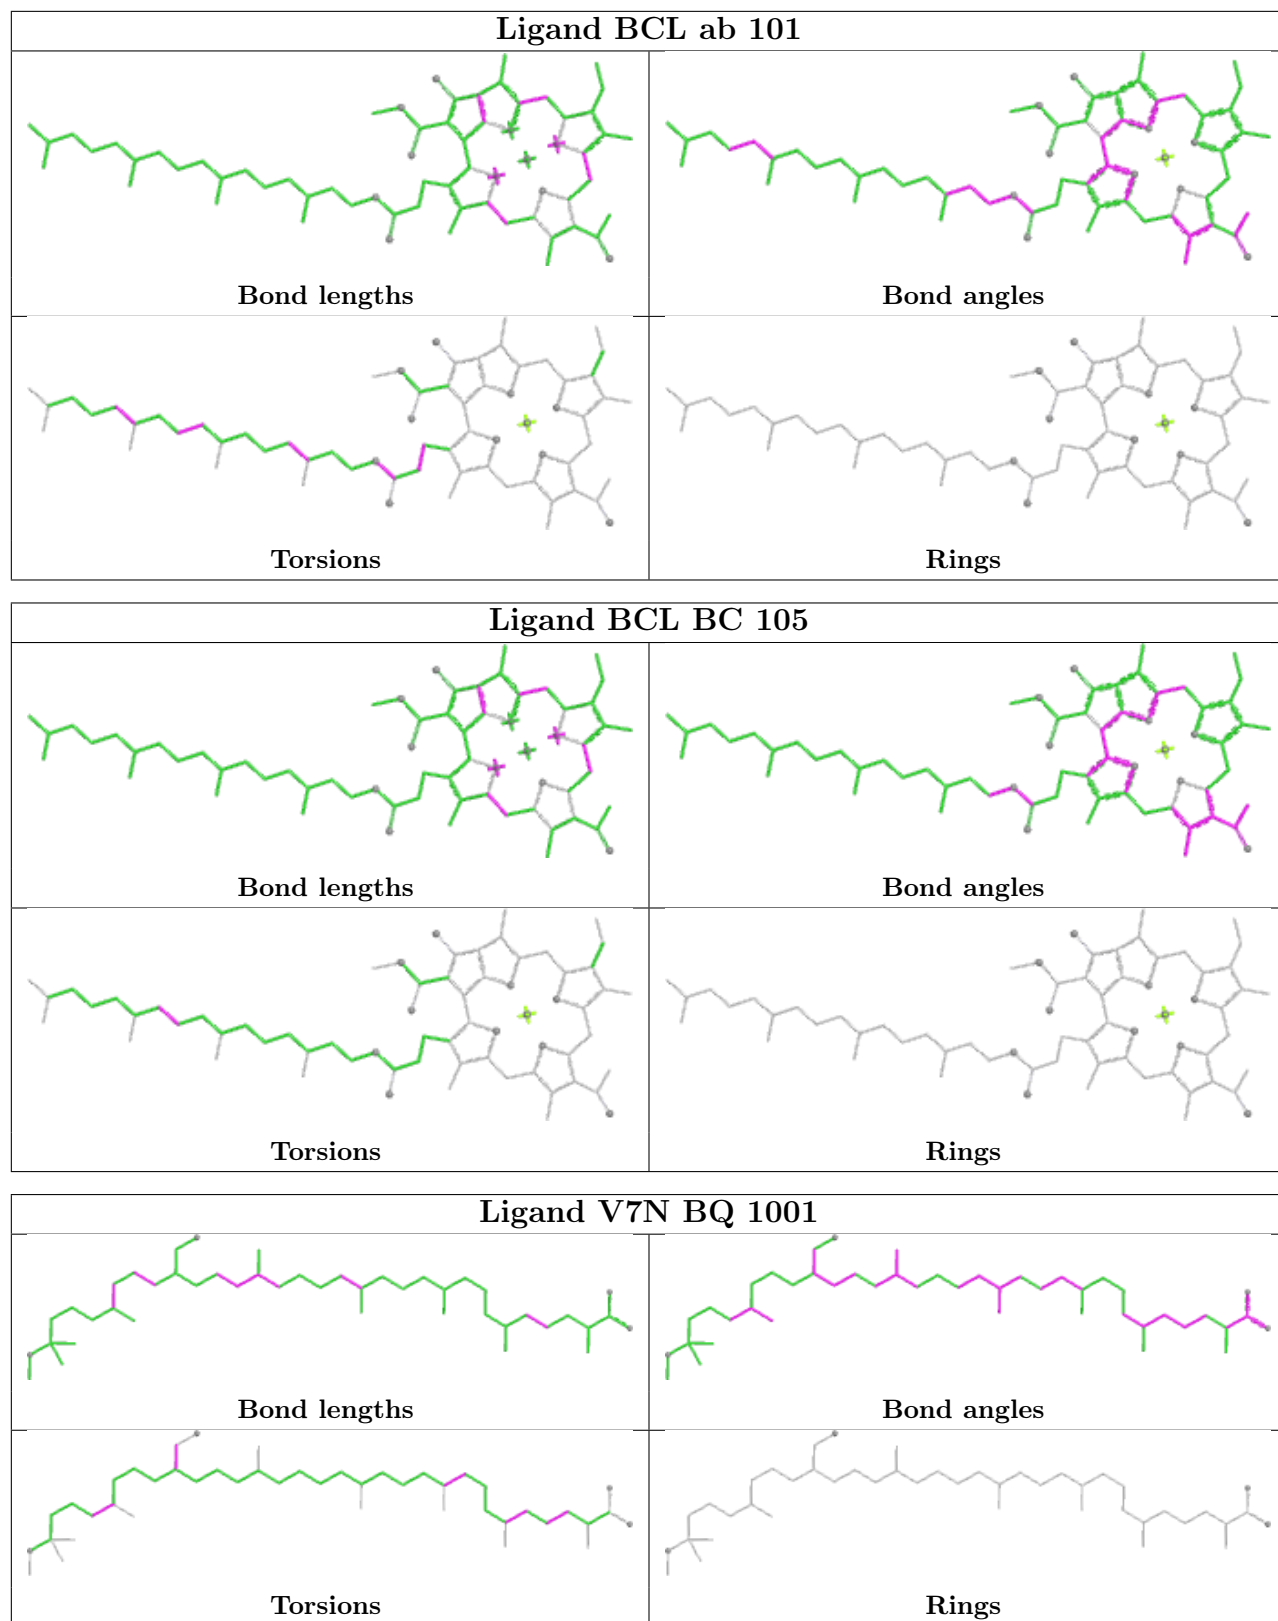 Ligand BCL ab 101
Bond lengths
Bond angles
Torsions
Rings
Ligand BCL BC 105
Bond lengths
Bond angles
Torsions
Rings
Ligand V7N BQ 1001
Bond lengths
Bond angles
Torsions
Rings